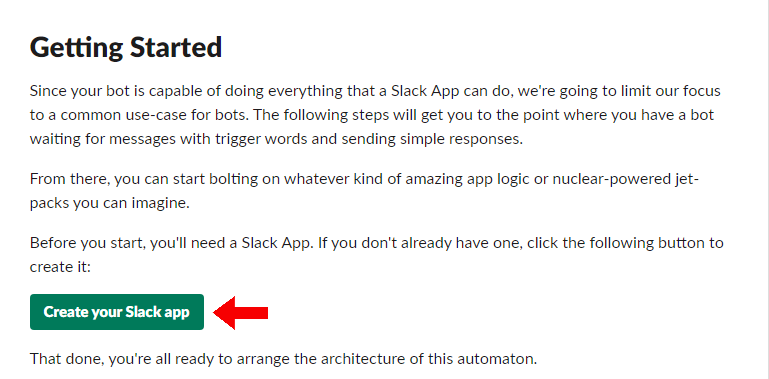 Getting Started
Since your bot is capable of doing everything that a Slack App can do, we're going to limit our focus
to a common use-case for bots. The following steps will get you to the point where you have a bot
waiting for messages with trigger words and sending simple responses.
From there, you can start bolting on whatever kind of amazing app logic or nuclear-powered jet-
packs you can imagine.
Before you start, you'll need a Slack App. If you don't already have one, click the following button to
create it:
Create your Slack app
That done, you're all ready to arrange the architecture of this automaton.